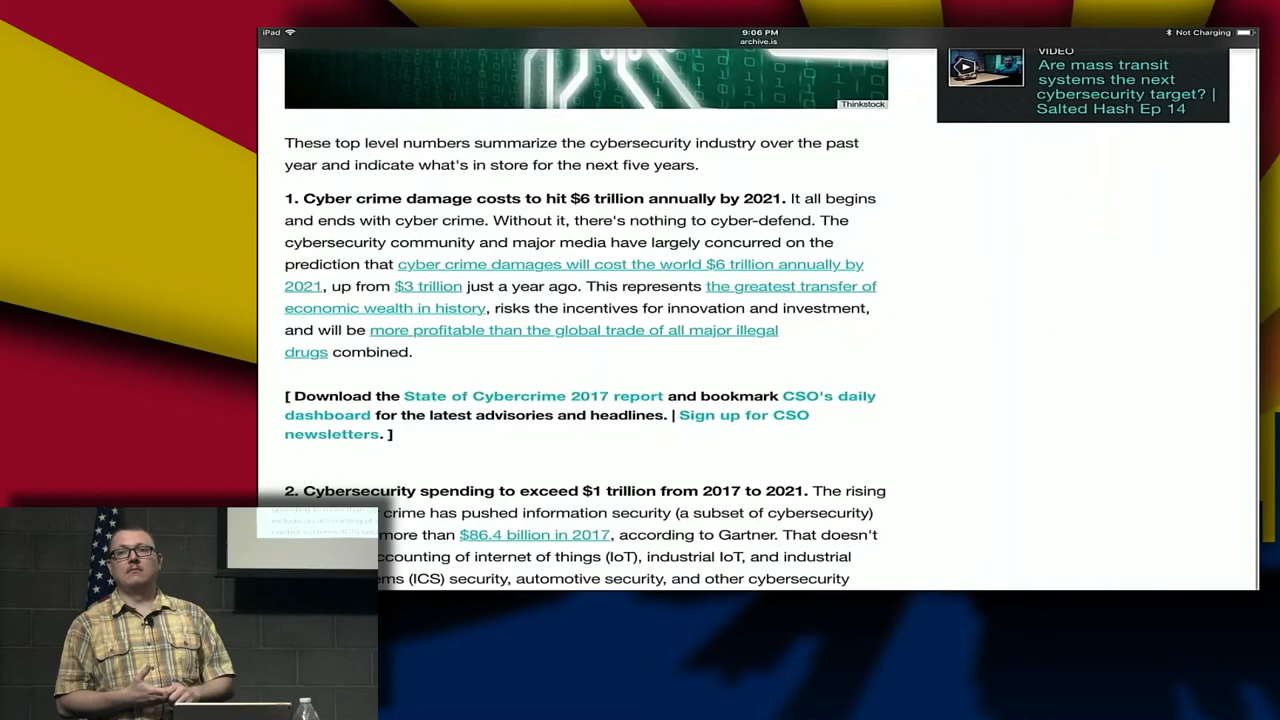 iPad
9:06 PM
Not Charging
archive.is
Thinkstock
VIDEO
Are mass transit
systems the next
cybersecurity target? |
Salted Hash Ep 14
These top level numbers summarize the cybersecurity industry over the past
year and indicate what's in store for the next five years.
1. Cyber crime damage costs to hit $6 trillion annually by 2021. It all begins
and ends with cyber crime. Without it, there's nothing to cyber-defend. The
cybersecurity community and major media have largely concurred on the
prediction that cyber crime damages will cost the world $6 trillion annually by
2021, up from $3 trillion just a year ago. This represents the greatest transfer of
economic wealth in history, risks the incentives for innovation and investment,
and will be more profitable than the global trade of all major illegal
drugs combined.
[ Download the State of Cybercrime 2017 report and bookmark CSO's daily
dashboard for the latest advisories and headlines. | Sign up for CSO
newsletters. ]
2. Cybersecurity spending to exceed $1 trillion from 2017 to 2021. The rising
crime has pushed information security (a subset of cybersecurity)
more than $86.4 billion in 2017, according to Gartner. That doesn't
ccounting of internet of things (IoT), industrial IoT, and industrial
ms (ICS) security, automotive security, and other cybersecurity